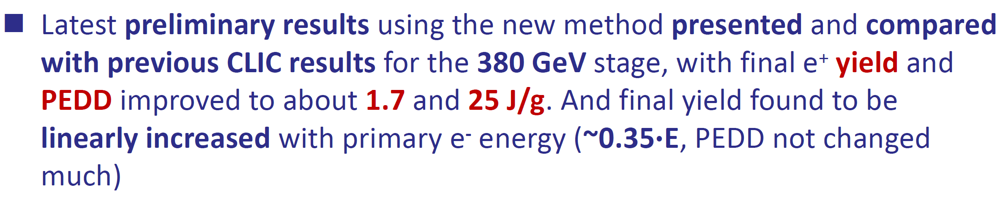 ■ Latest preliminary results using the new method presented and compared
with previous CLIC results for the 380 GeV stage, with final e⁺ yield and
PEDD improved to about 1.7 and 25 J/g. And final yield found to be
linearly increased with primary e⁻ energy (~0.35·E, PEDD not changed
much)